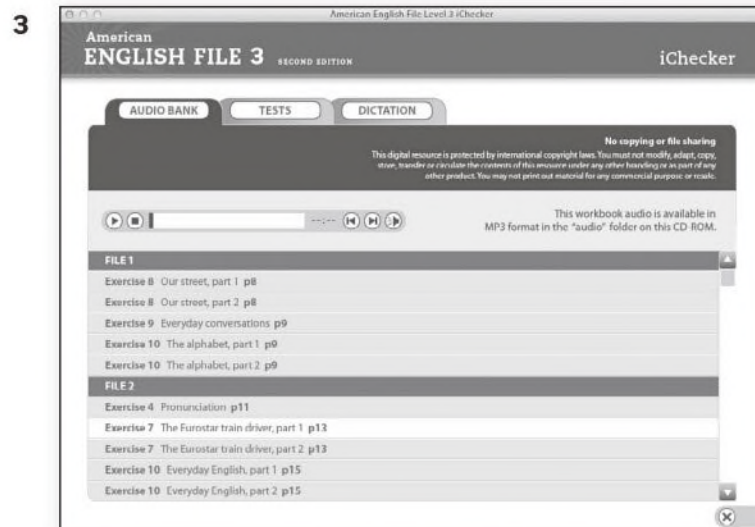 3
American English File Level 3 iChecker
American
ENGLISH FILE 3 SECOND EDITION
iChecker
AUDIO BANK TESTS DICTATION
No copying or file sharing
This digital resource is protected by international copyright laws. You must not modify, adapt, copy,
store, transfer or circulate the contents of this resource under any other branding or as part of any
other product. You may not print out material for any commercial purpose or resale.
--:--
This workbook audio is available in
MP3 format in the "audio" folder on this CD-ROM.
FILE 1
Exercise 8 Our street, part 1 p8
Exercise 8 Our street, part 2 p8
Exercise 9 Everyday conversations p9
Exercise 10 The alphabet, part 1 p9
Exercise 10 The alphabet, part 2 p9
FILE 2
Exercise 4 Pronunciation p11
Exercise 7 The Eurostar train driver, part 1 p13
Exercise 7 The Eurostar train driver, part 2 p13
Exercise 10 Everyday English, part 1 p15
Exercise 10 Everyday English, part 2 p15